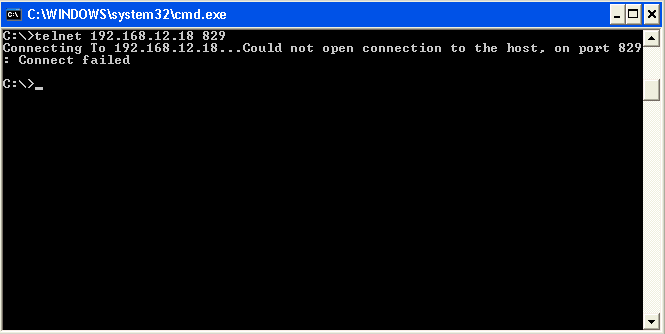 C:\WINDOWS\system32\cmd.exe
C:\>telnet 192.168.12.18 829
Connecting To 192.168.12.18...Could not open connection to the host, on port 829
: Connect failed
C:\>_